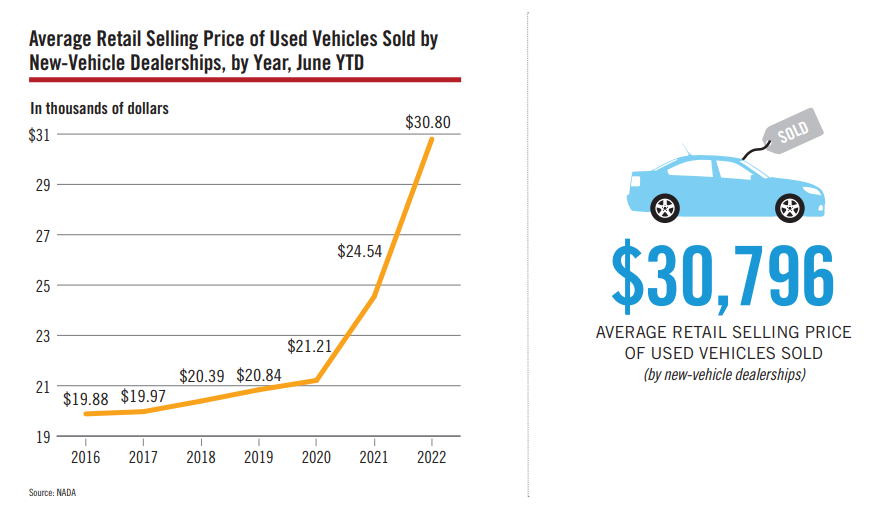 Average Retail Selling Price of Used Vehicles Sold by
New-Vehicle Dealerships, by Year, June YTD
In thousands of dollars
$31
29
27
25
23
21
19
$19.88
$19.97
$20.39
$20.84
$21.21
$24.54
$30.80
2016 2017 2018 2019 2020 2021 2022
Source: NADA
SOLD
$30,796
AVERAGE RETAIL SELLING PRICE
OF USED VEHICLES SOLD
(by new-vehicle dealerships)